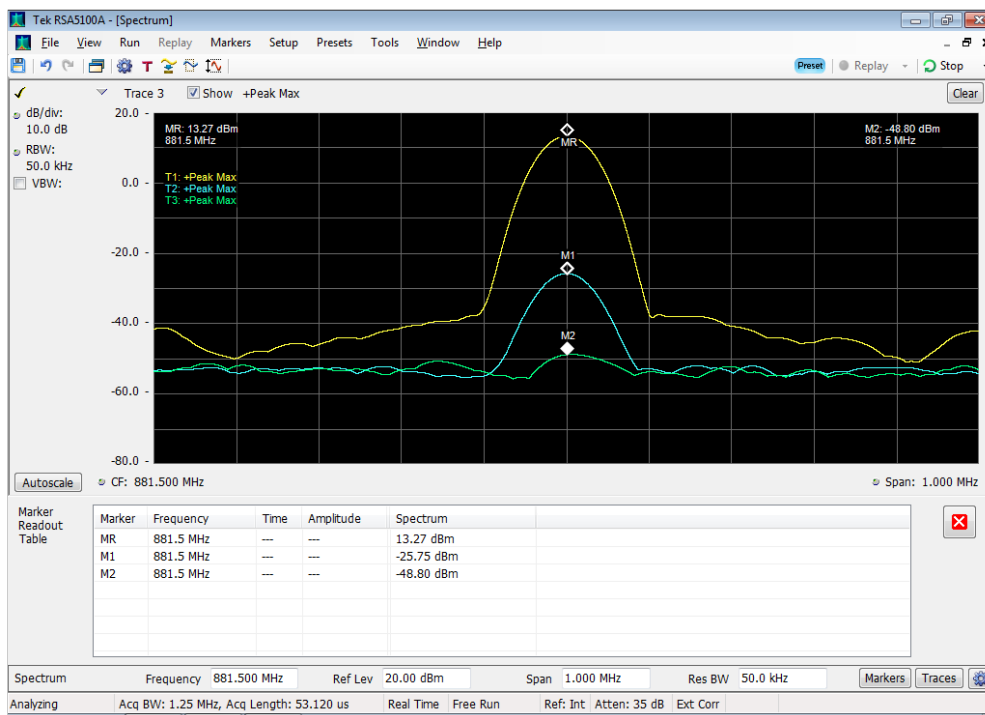 Tek RSA5100A - [Spectrum]
File View Run Replay Markers Setup Presets Tools Window Help
T Preset Replay Stop
Trace 3 Show +Peak Max Clear
dB/div:
10.0 dB
RBW:
50.0 kHz
VBW:
20.0 -
0.0 -
-20.0 -
-40.0 -
-60.0 -
-80.0 -
MR: 13.27 dBm
881.5 MHz
T1: +Peak Max
T2: +Peak Max
T3: +Peak Max
MR
M1
M2
M2: -48.80 dBm
881.5 MHz
Autoscale CF: 881.500 MHz Span: 1.000 MHz
Marker
Readout
Table
Marker Frequency Time Amplitude Spectrum
MR 881.5 MHz --- --- 13.27 dBm
M1 881.5 MHz --- --- -25.75 dBm
M2 881.5 MHz --- --- -48.80 dBm
Spectrum Frequency 881.500 MHz Ref Lev 20.00 dBm Span 1.000 MHz Res BW 50.0 kHz Markers Traces
Analyzing Acq BW: 1.25 MHz, Acq Length: 53.120 us Real Time Free Run Ref: Int Atten: 35 dB Ext Corr